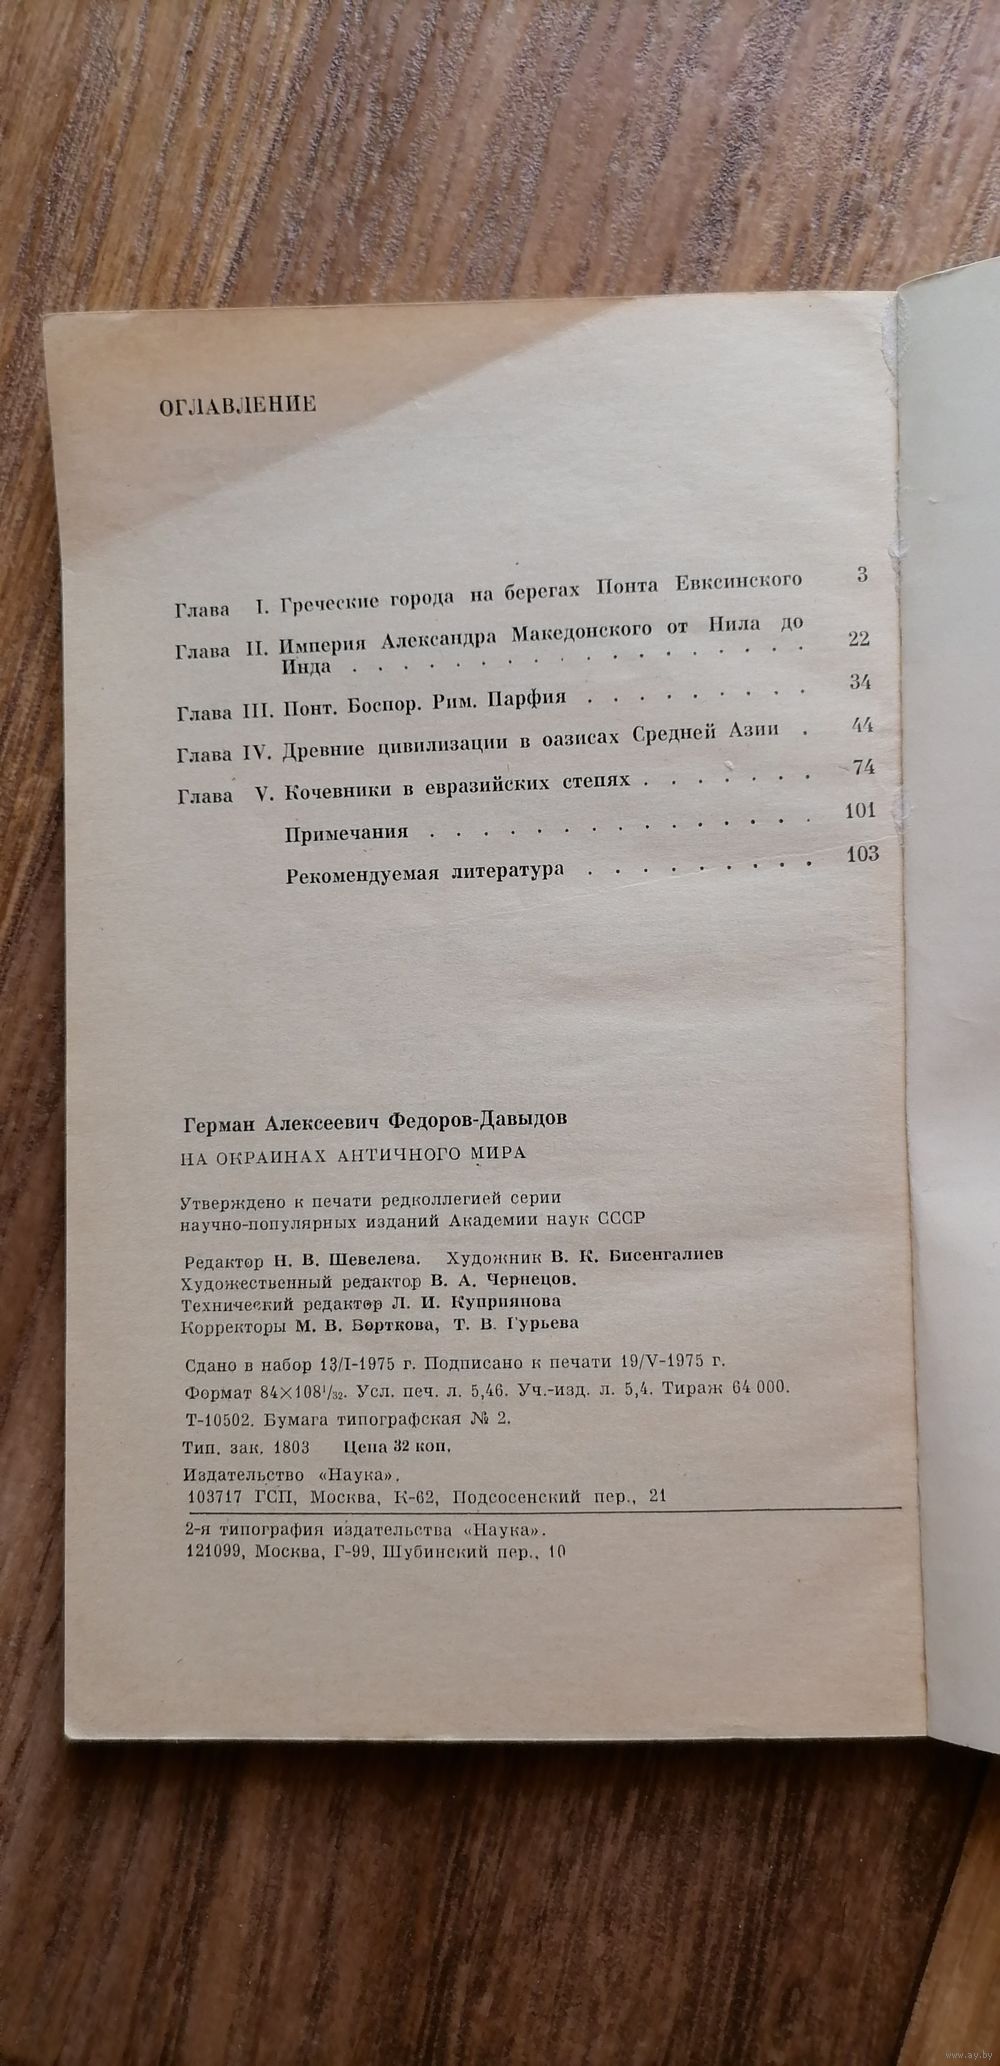 ОГЛАВЛЕНИЕ
Глава I. Греческие города на берегах Понта Евксинского 3
Глава II. Империя Александра Македонского от Нила до
Инда . . . . . . . . . . . . . . . . . 22
Глава III. Понт. Боспор. Рим. Парфия . . . . . . . . . 34
Глава IV. Древние цивилизации в оазисах Средней Азии . 44
Глава V. Кочевники в евразийских степях . . . . . . . 74
Примечания . . . . . . . . . . . . . . . 101
Рекомендуемая литература . . . . . . . . . 103
Герман Алексеевич Федоров-Давыдов
НА ОКРАИНАХ АНТИЧНОГО МИРА
Утверждено к печати редколлегией серии
научно-популярных изданий Академии наук СССР
Редактор Н. В. Шевелева. Художник В. К. Бисенгалиев
Художественный редактор В. А. Чернецов.
Технический редактор Л. И. Куприянова
Корректоры М. В. Борткова, Т. В. Гурьева
Сдано в набор 13/I-1975 г. Подписано к печати 19/V-1975 г.
Формат 84×108¹/₃₂. Усл. печ. л. 5,46. Уч.-изд. л. 5,4. Тираж 64 000.
Т-10502. Бумага типографская № 2.
Тип. зак. 1803 Цена 32 коп.
Издательство «Наука».
103717 ГСП, Москва, К-62, Подсосенский пер., 21
2-я типография издательства «Наука».
121099, Москва, Г-99, Шубинский пер., 10
www.ay.by